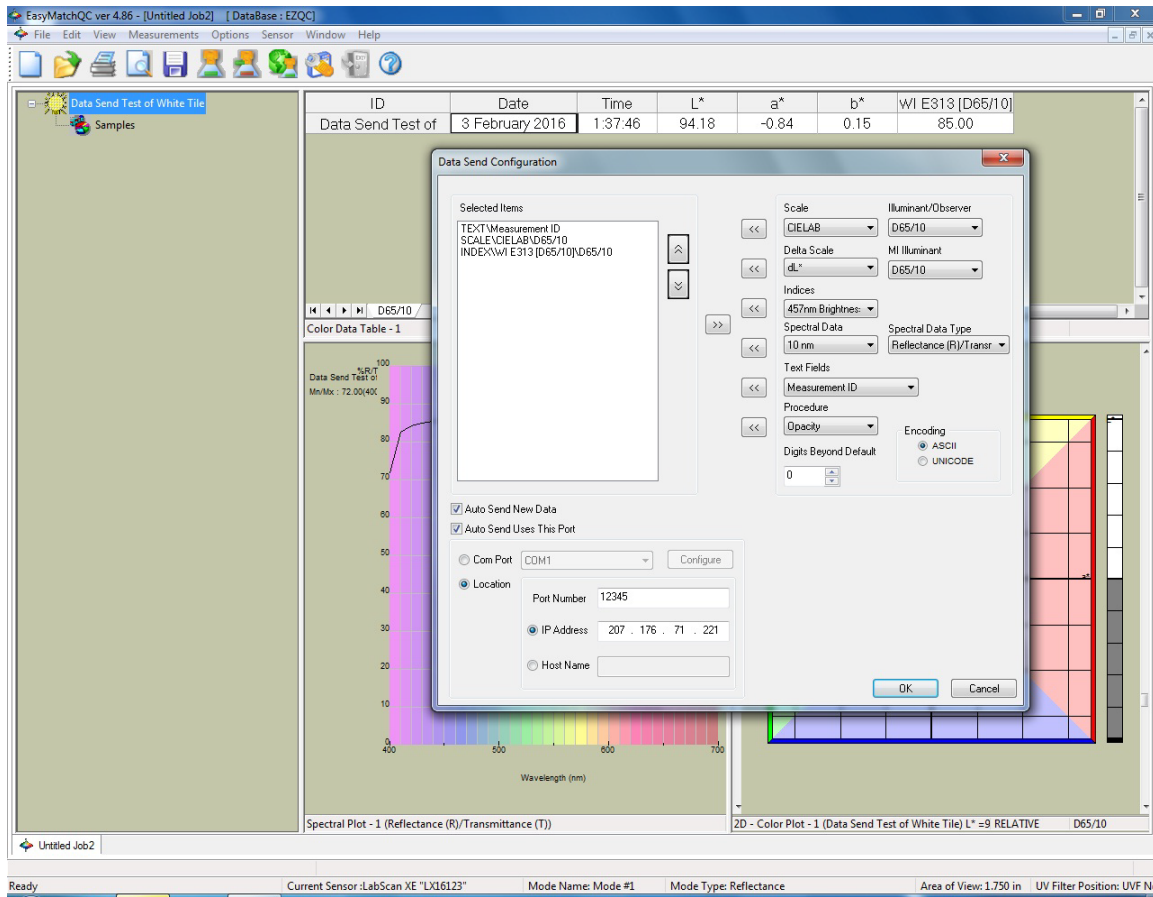 EasyMatchQC ver 4.86 - [Untitled Job2] [ DataBase : EZQC]
File Edit View Measurements Options Sensor Window Help
Data Send Test of White Tile
Samples
ID Date Time L* a* b* WI E313 [D65/10]
Data Send Test of 3 February 2016 1:37:46 94.18 -0.84 0.15 85.00
D65/10
Color Data Table - 1
Data Send Configuration
Selected Items
TEXT\Measurement ID
SCALE\CIELAB\D65/10
INDEX\WI E313 [D65/10]\D65/10
>>
Scale Illuminant/Observer
<< CIELAB D65/10
Delta Scale MI Illuminant
<< dL* D65/10
Indices
<< 457nm Brightnes:
Spectral Data Spectral Data Type
<< 10 nm Reflectance (R)/Transr
Text Fields
<< Measurement ID
Procedure
<< Opacity
Encoding
ASCII
UNICODE
Digits Beyond Default
0
Auto Send New Data
Auto Send Uses This Port
Com Port COM1 Configure
Location
Port Number 12345
IP Address 207 . 176 . 71 . 221
Host Name
OK Cancel
%R/T
Data Send Test of
Mn/Mx : 72.00(400
100
90
80
70
60
50
40
30
20
10
0
400 500 600 700
Wavelength (nm)
Spectral Plot - 1 (Reflectance (R)/Transmittance (T))
2D - Color Plot - 1 (Data Send Test of White Tile) L* =9 RELATIVE D65/10
Untitled Job2
Ready Current Sensor :LabScan XE "LX16123" Mode Name: Mode #1 Mode Type: Reflectance Area of View: 1.750 in UV Filter Position: UVF N